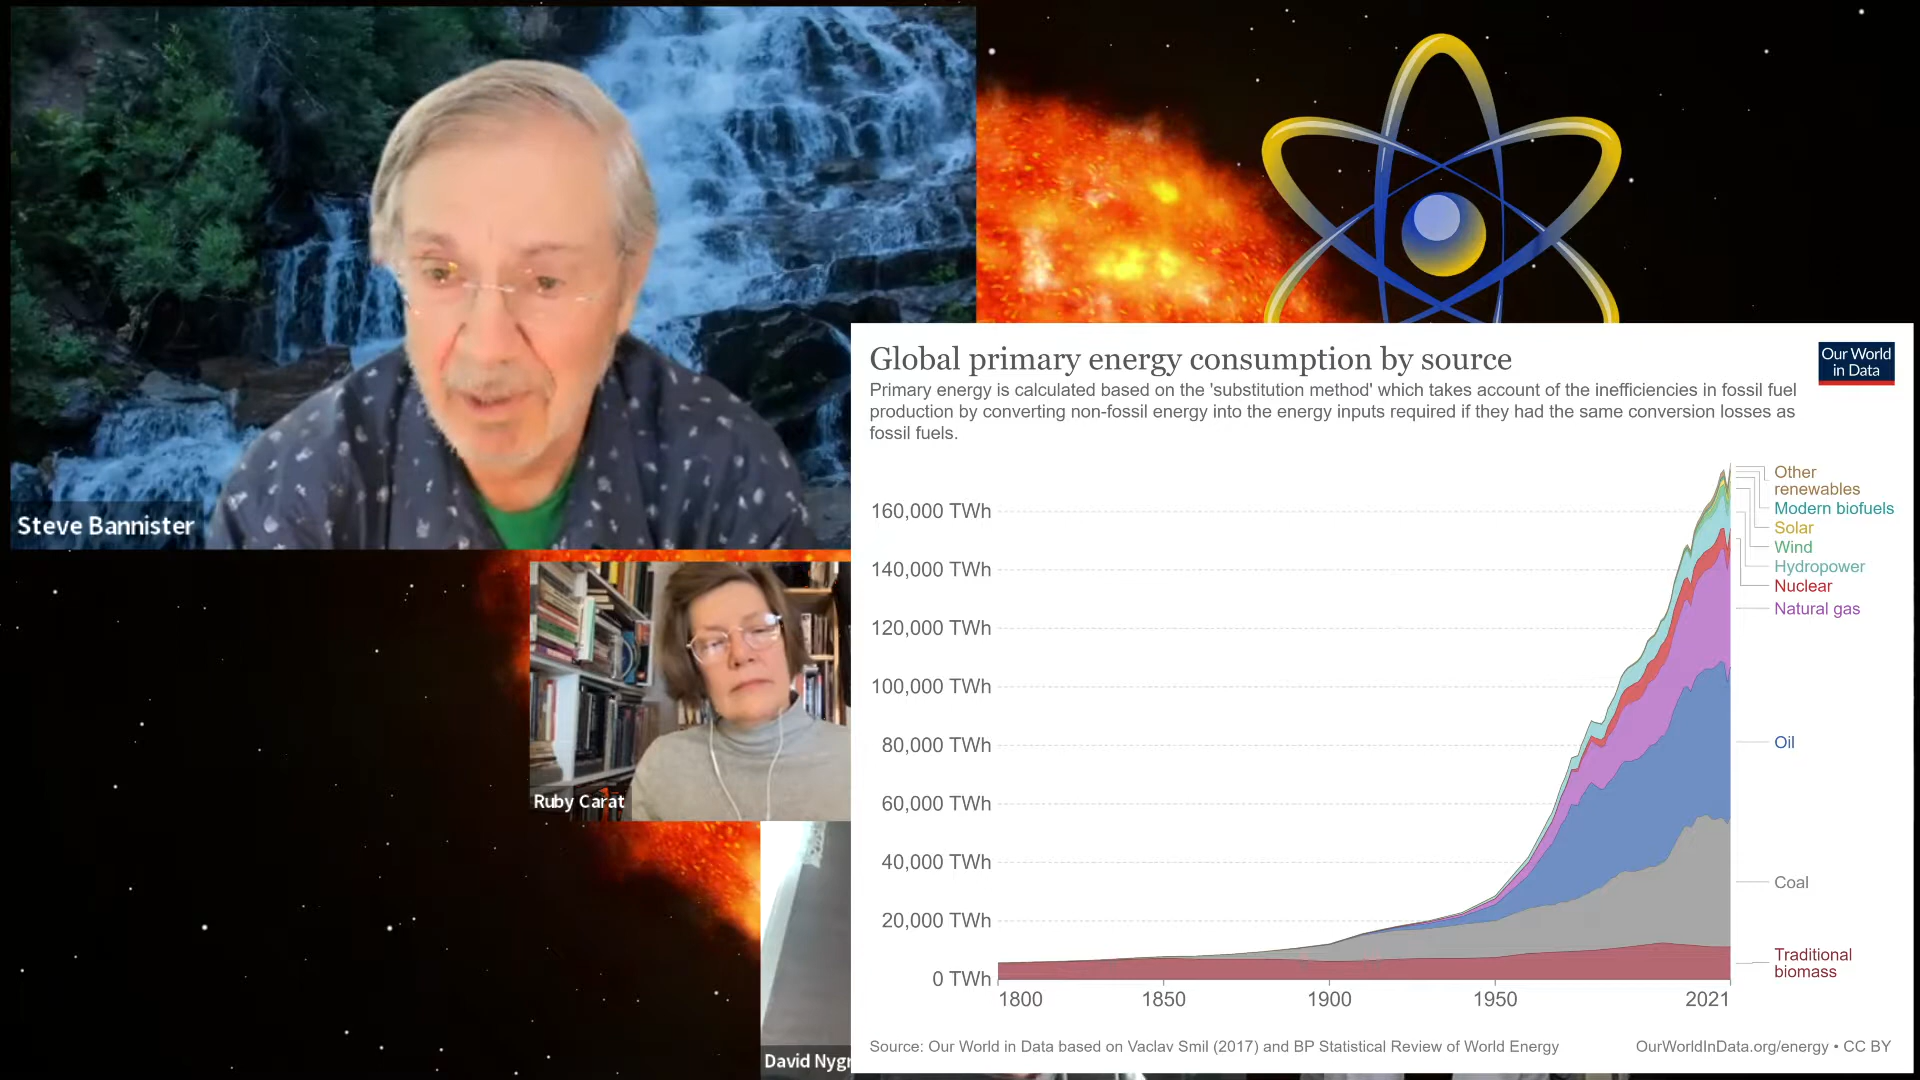 Steve Bannister
Ruby Carat
David Nygr
Global primary energy consumption by source
Our World
in Data
Primary energy is calculated based on the 'substitution method' which takes account of the inefficiencies in fossil fuel
production by converting non-fossil energy into the energy inputs required if they had the same conversion losses as
fossil fuels.
160,000 TWh
140,000 TWh
120,000 TWh
100,000 TWh
80,000 TWh
60,000 TWh
40,000 TWh
20,000 TWh
0 TWh
1800
1850
1900
1950
2021
Other
renewables
Modern biofuels
Solar
Wind
Hydropower
Nuclear
Natural gas
Oil
Coal
Traditional
biomass
Source: Our World in Data based on Vaclav Smil (2017) and BP Statistical Review of World Energy
OurWorldInData.org/energy • CC BY